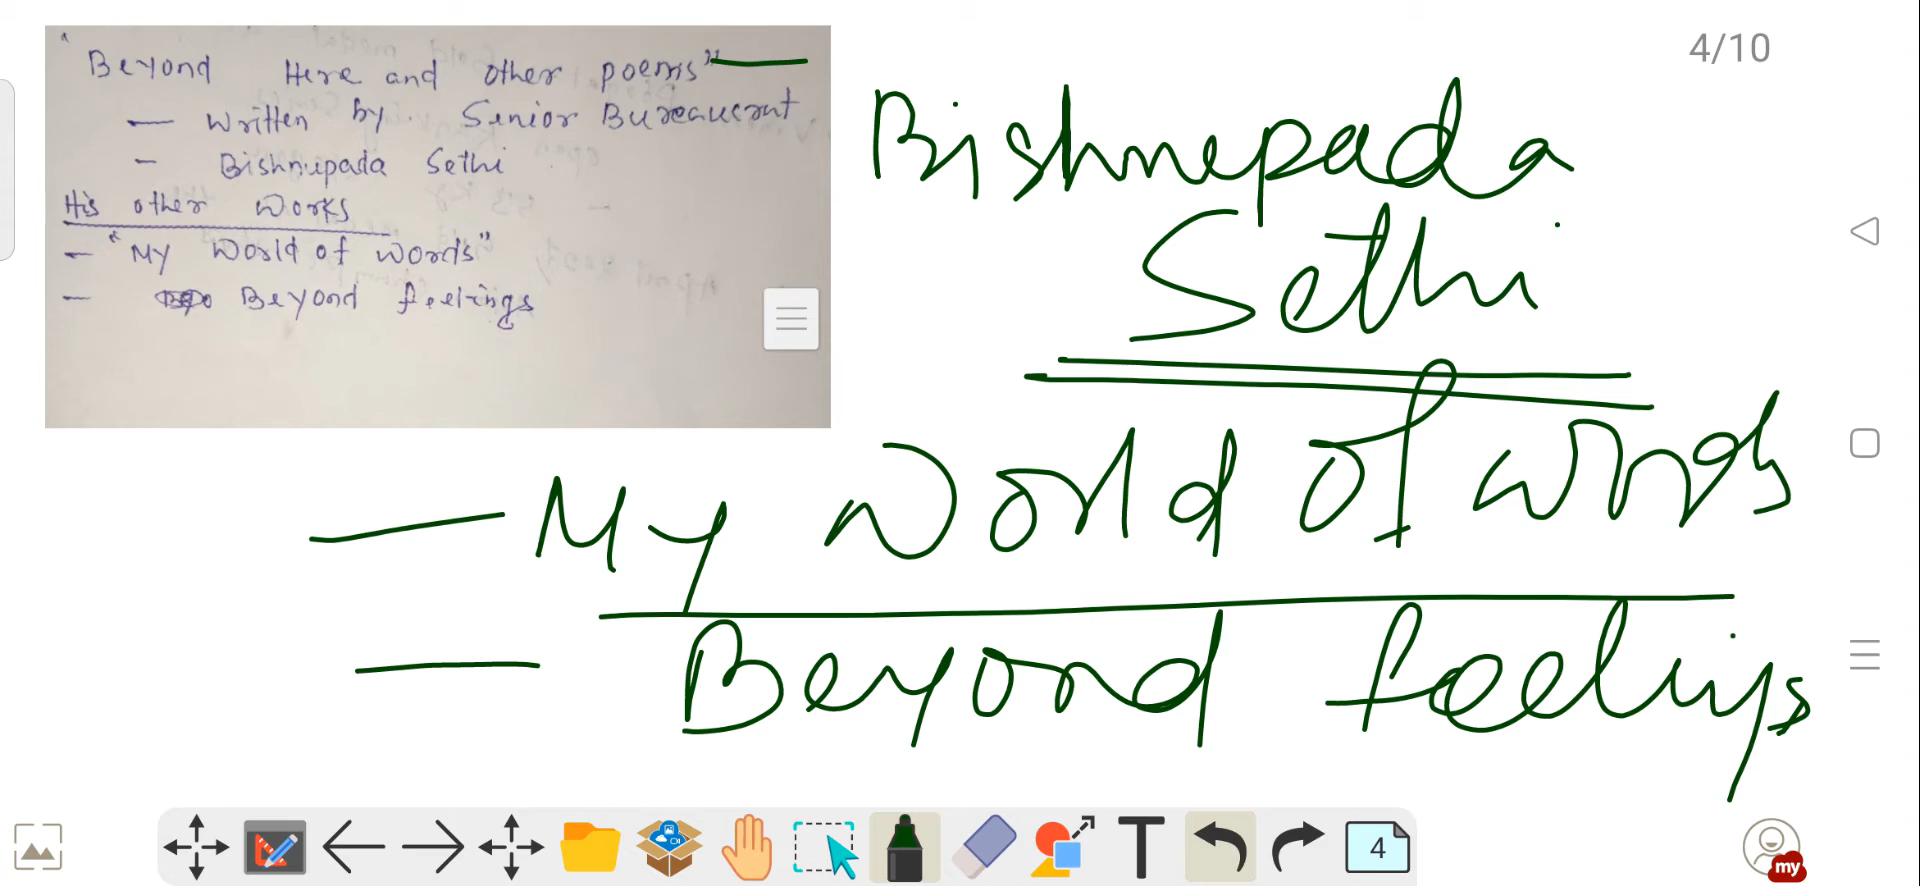 "Beyond Here and other poems"
— written by Senior Bureaucrat
— Bishnupada Sethi
His other works
— "My World of words"
— Beyond feelings
4/10
Bishnupada
Sethi
— My World of words
— Beyond feelings
T
4
my